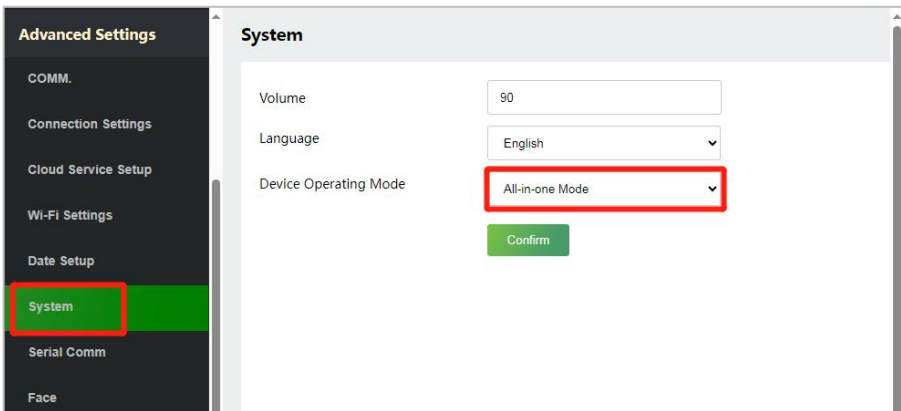 Advanced Settings
COMM.
Connection Settings
Cloud Service Setup
Wi-Fi Settings
Date Setup
System
Serial Comm
Face
System
Volume
90
Language
English
Device Operating Mode
All-in-one Mode
Confirm